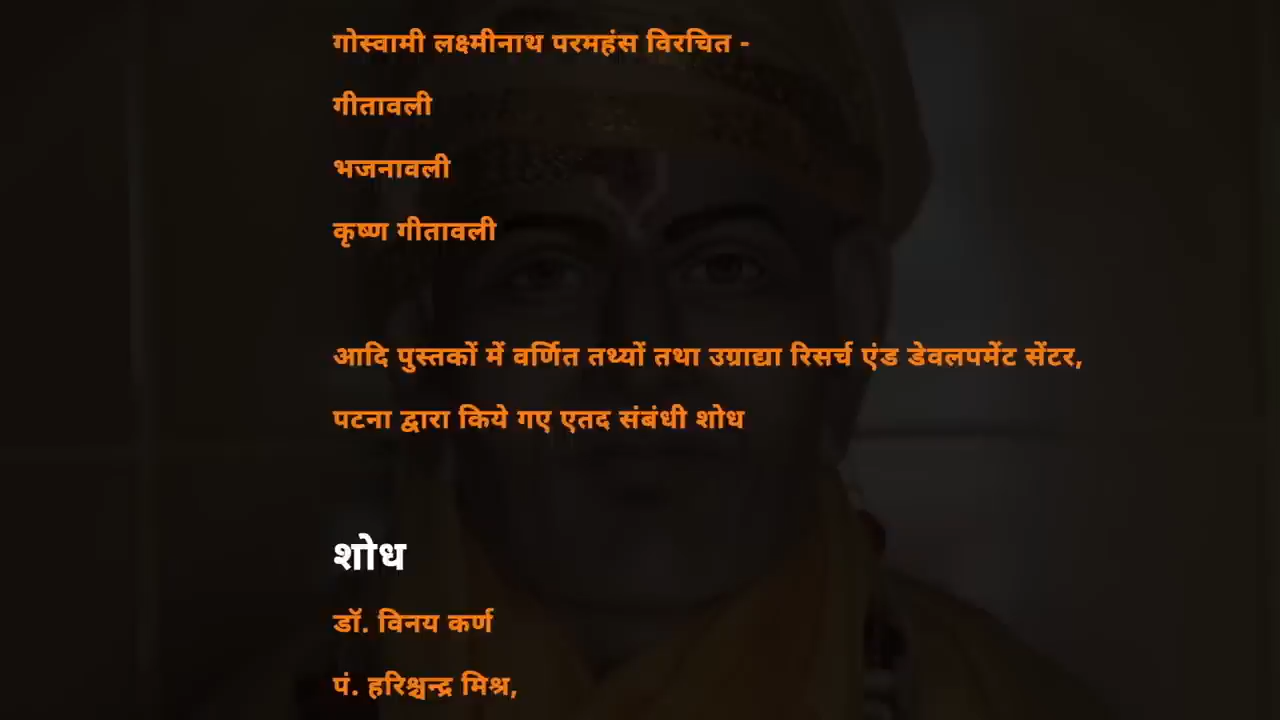 गोस्वामी लक्ष्मीनाथ परमहंस विरचित -
गीतावली
भजनावली
कृष्ण गीतावली
आदि पुस्तकों में वर्णित तथ्यों तथा उग्राद्या रिसर्च एंड डेवलपमेंट सेंटर,
पटना द्वारा किये गए एतद संबंधी शोध
शोध
डॉ. विनय कर्ण
पं. हरिश्चन्द्र मिश्र,